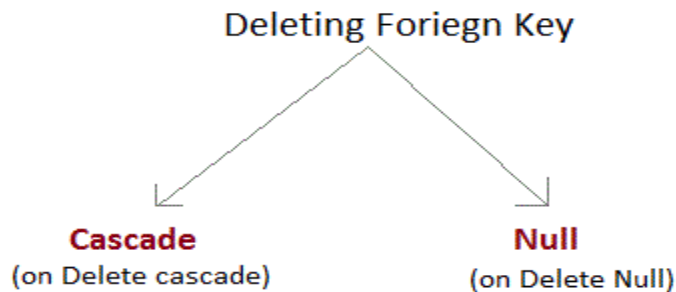 Deleting Foriegn Key
Cascade
(on Delete cascade)
Null
(on Delete Null)